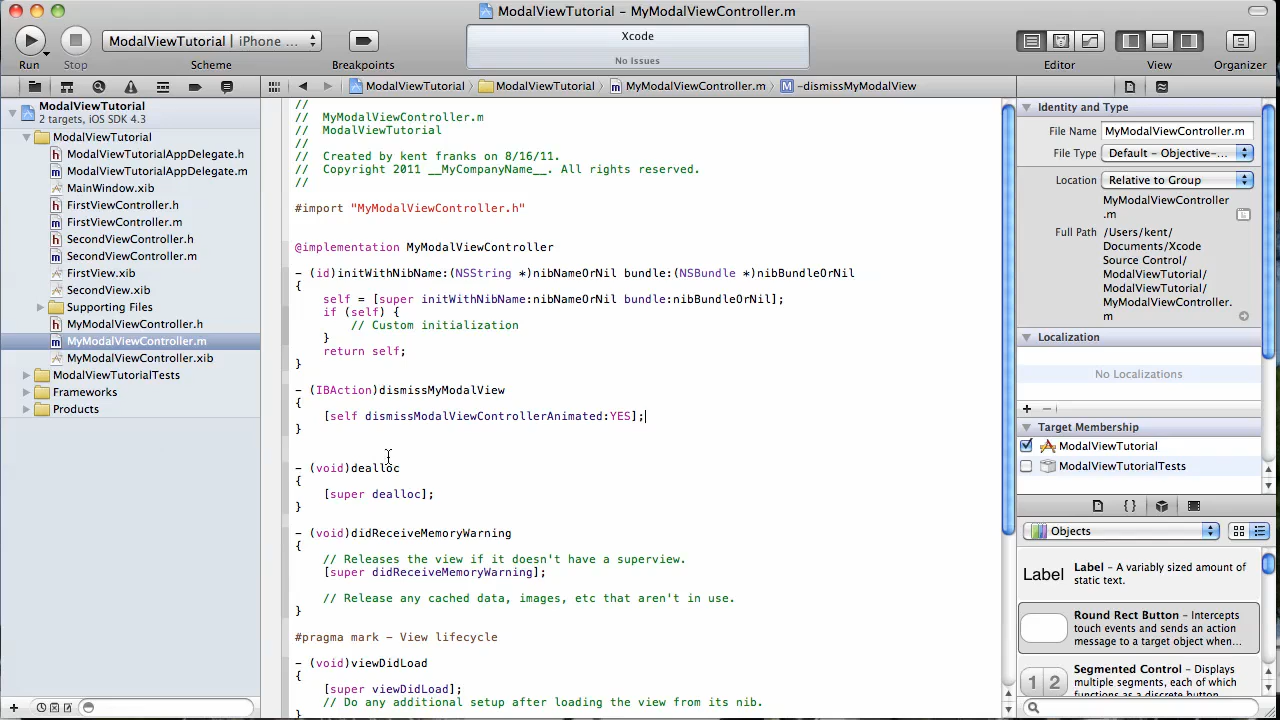 ModalViewTutorial - MyModalViewController.m
ModalViewTutorial | iPhone ...
Xcode
No Issues
Run
Stop
Scheme
Breakpoints
Editor
View
Organizer
ModalViewTutorial
ModalViewTutorial
MyModalViewController.m
M
-dismissMyModalView
ModalViewTutorial
2 targets, iOS SDK 4.3
ModalViewTutorial
h ModalViewTutorialAppDelegate.h
m ModalViewTutorialAppDelegate.m
MainWindow.xib
h FirstViewController.h
m FirstViewController.m
h SecondViewController.h
m SecondViewController.m
FirstView.xib
SecondView.xib
Supporting Files
h MyModalViewController.h
m MyModalViewController.m
MyModalViewController.xib
ModalViewTutorialTests
Frameworks
Products
//
//  MyModalViewController.m
//  ModalViewTutorial
//
//  Created by kent franks on 8/16/11.
//  Copyright 2011 __MyCompanyName__. All rights reserved.
//
#import "MyModalViewController.h"
@implementation MyModalViewController
- (id)initWithNibName:(NSString *)nibNameOrNil bundle:(NSBundle *)nibBundleOrNil
{
self = [super initWithNibName:nibNameOrNil bundle:nibBundleOrNil];
if (self) {
// Custom initialization
}
return self;
}
- (IBAction)dismissMyModalView
{
[self dismissModalViewControllerAnimated:YES];
}
- (void)dealloc
{
[super dealloc];
}
- (void)didReceiveMemoryWarning
{
// Releases the view if it doesn't have a superview.
[super didReceiveMemoryWarning];
// Release any cached data, images, etc that aren't in use.
}
#pragma mark - View lifecycle
- (void)viewDidLoad
{
[super viewDidLoad];
// Do any additional setup after loading the view from its nib.
}
Identity and Type
File Name MyModalViewController.m
File Type Default - Objective-...
Location Relative to Group
MyModalViewController
.m
Full Path /Users/kent/
Documents/Xcode
Source Control/
ModalViewTutorial/
ModalViewTutorial/
MyModalViewController.
m
Localization
No Localizations
Target Membership
ModalViewTutorial
ModalViewTutorialTests
{ }
Objects
Label
Label - A variably sized amount of
static text.
Round Rect Button - Intercepts
touch events and sends an action
message to a target object when...
1 2
Segmented Control - Displays
multiple segments, each of which
functions as a discrete button.